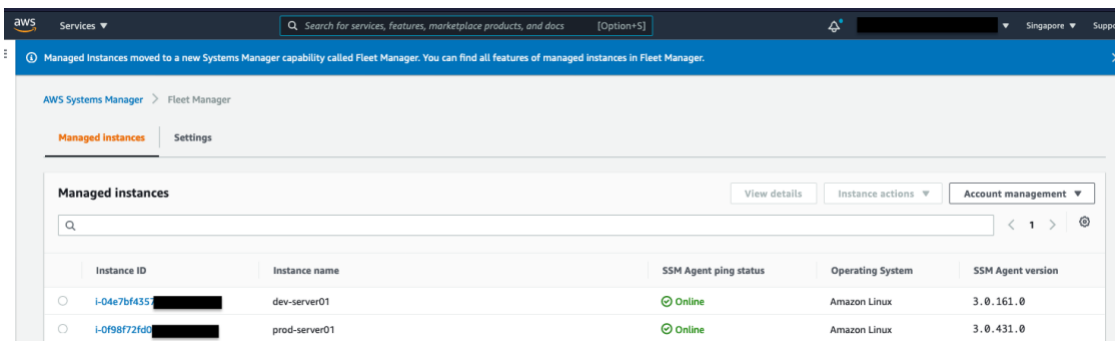 aws Services ▼ Search for services, features, marketplace products, and docs [Option+S] Singapore ▼
Managed Instances moved to a new Systems Manager capability called Fleet Manager. You can find all features of managed instances in Fleet Manager.
AWS Systems Manager > Fleet Manager
Managed instances Settings
Managed instances View details Instance actions ▼ Account management ▼
< 1 >
Instance ID Instance name SSM Agent ping status Operating System SSM Agent version
i-04e7bf4357 dev-server01 Online Amazon Linux 3.0.161.0
i-0f98f72fd0 prod-server01 Online Amazon Linux 3.0.431.0